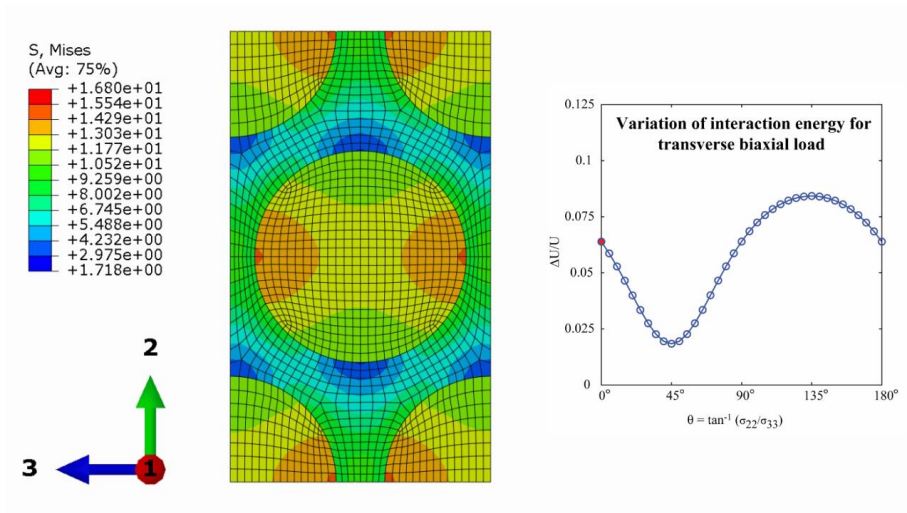 S, Mises
(Avg: 75%)
+1.680e+01
+1.554e+01
+1.429e+01
+1.303e+01
+1.177e+01
+1.052e+01
+9.259e+00
+8.002e+00
+6.745e+00
+5.488e+00
+4.232e+00
+2.975e+00
+1.718e+00
2
3
1
Variation of interaction energy for
transverse biaxial load
ΔU/U
0.125
0.1
0.075
0.05
0.025
0
0° 45° 90° 135° 180°
θ = tan⁻¹ (σ₂₂/σ₃₃)